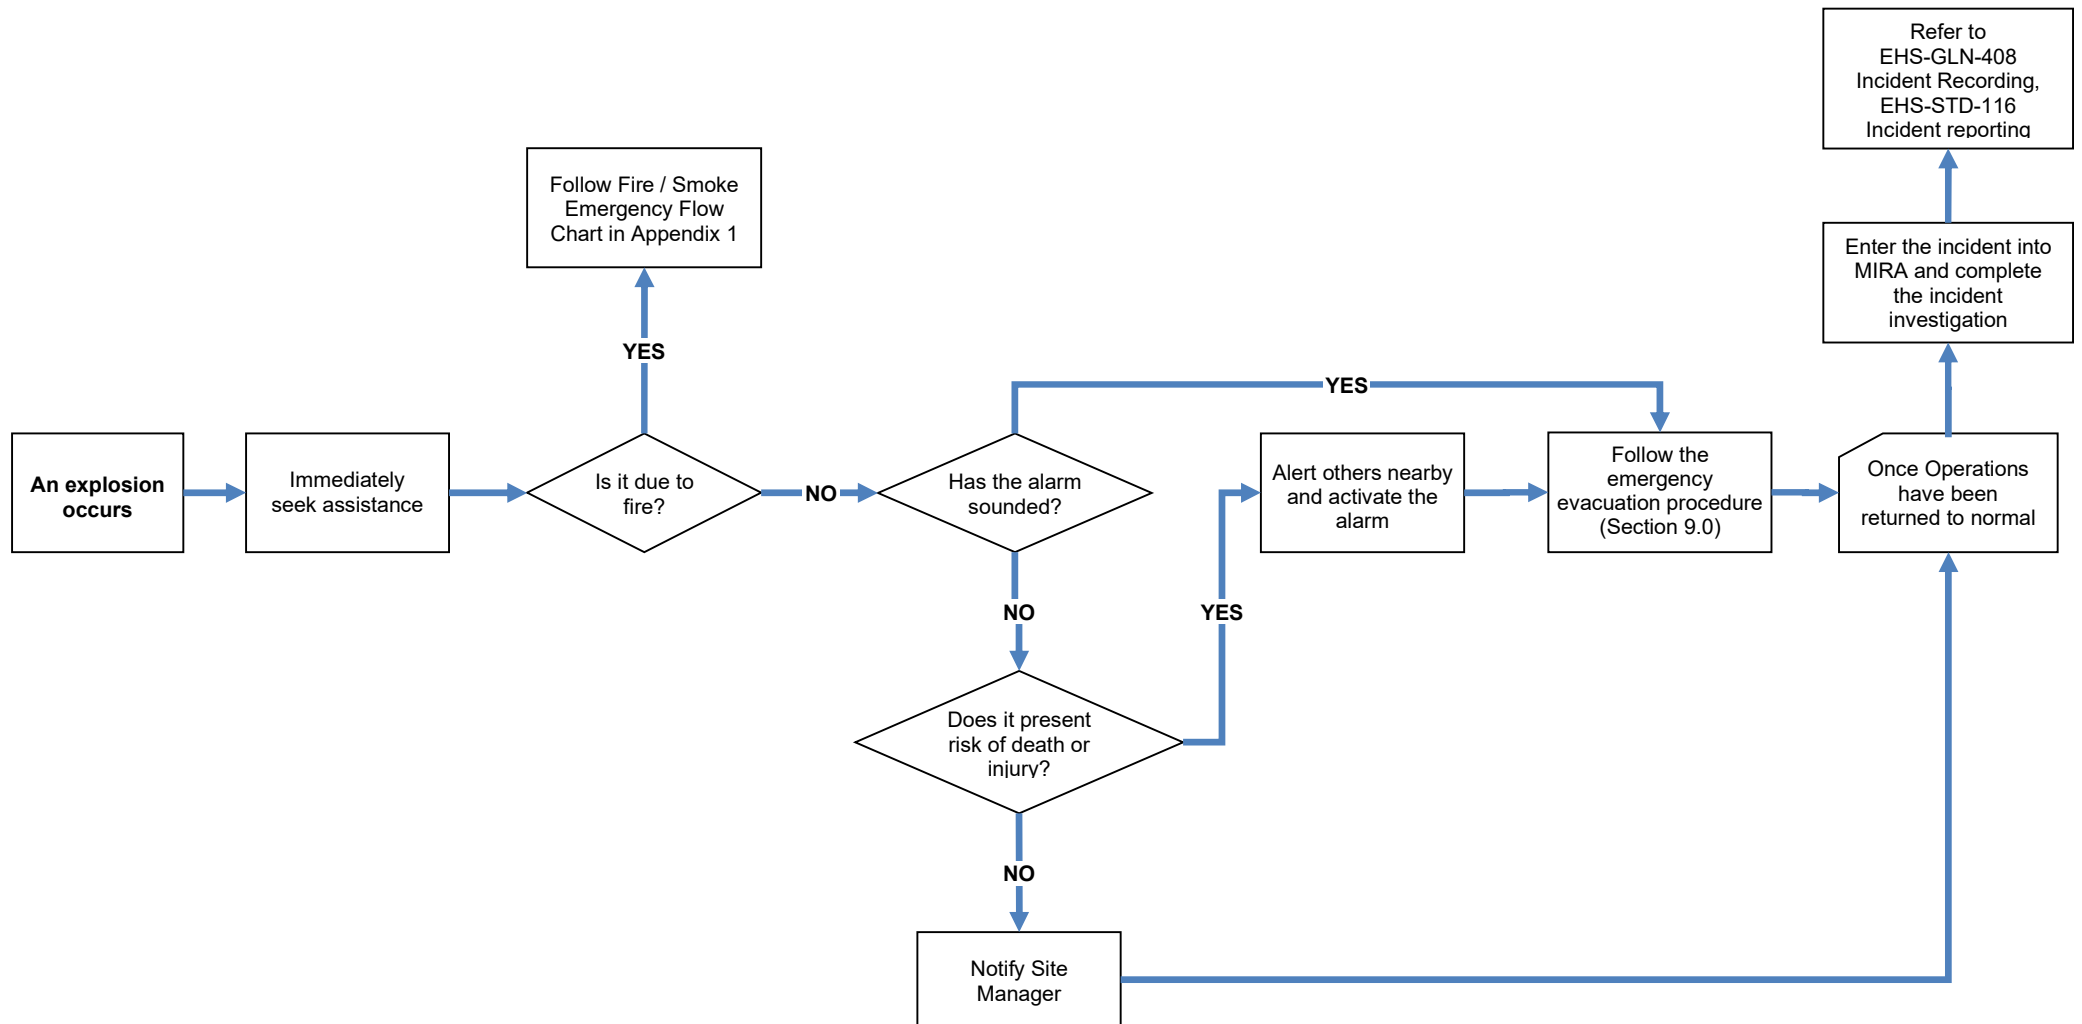 Refer to
EHS-GLN-408
Incident Recording,
EHS-STD-116
Incident reporting
Follow Fire / Smoke
Emergency Flow
Chart in Appendix 1
Enter the incident into
MIRA and complete
the incident
investigation
YES
YES
An explosion
occurs
Immediately
seek assistance
Is it due to
fire?
NO
Has the alarm
sounded?
Alert others nearby
and activate the
alarm
Follow the
emergency
evacuation procedure
(Section 9.0)
Once Operations
have been
returned to normal
NO
YES
Does it present
risk of death or
injury?
NO
Notify Site
Manager